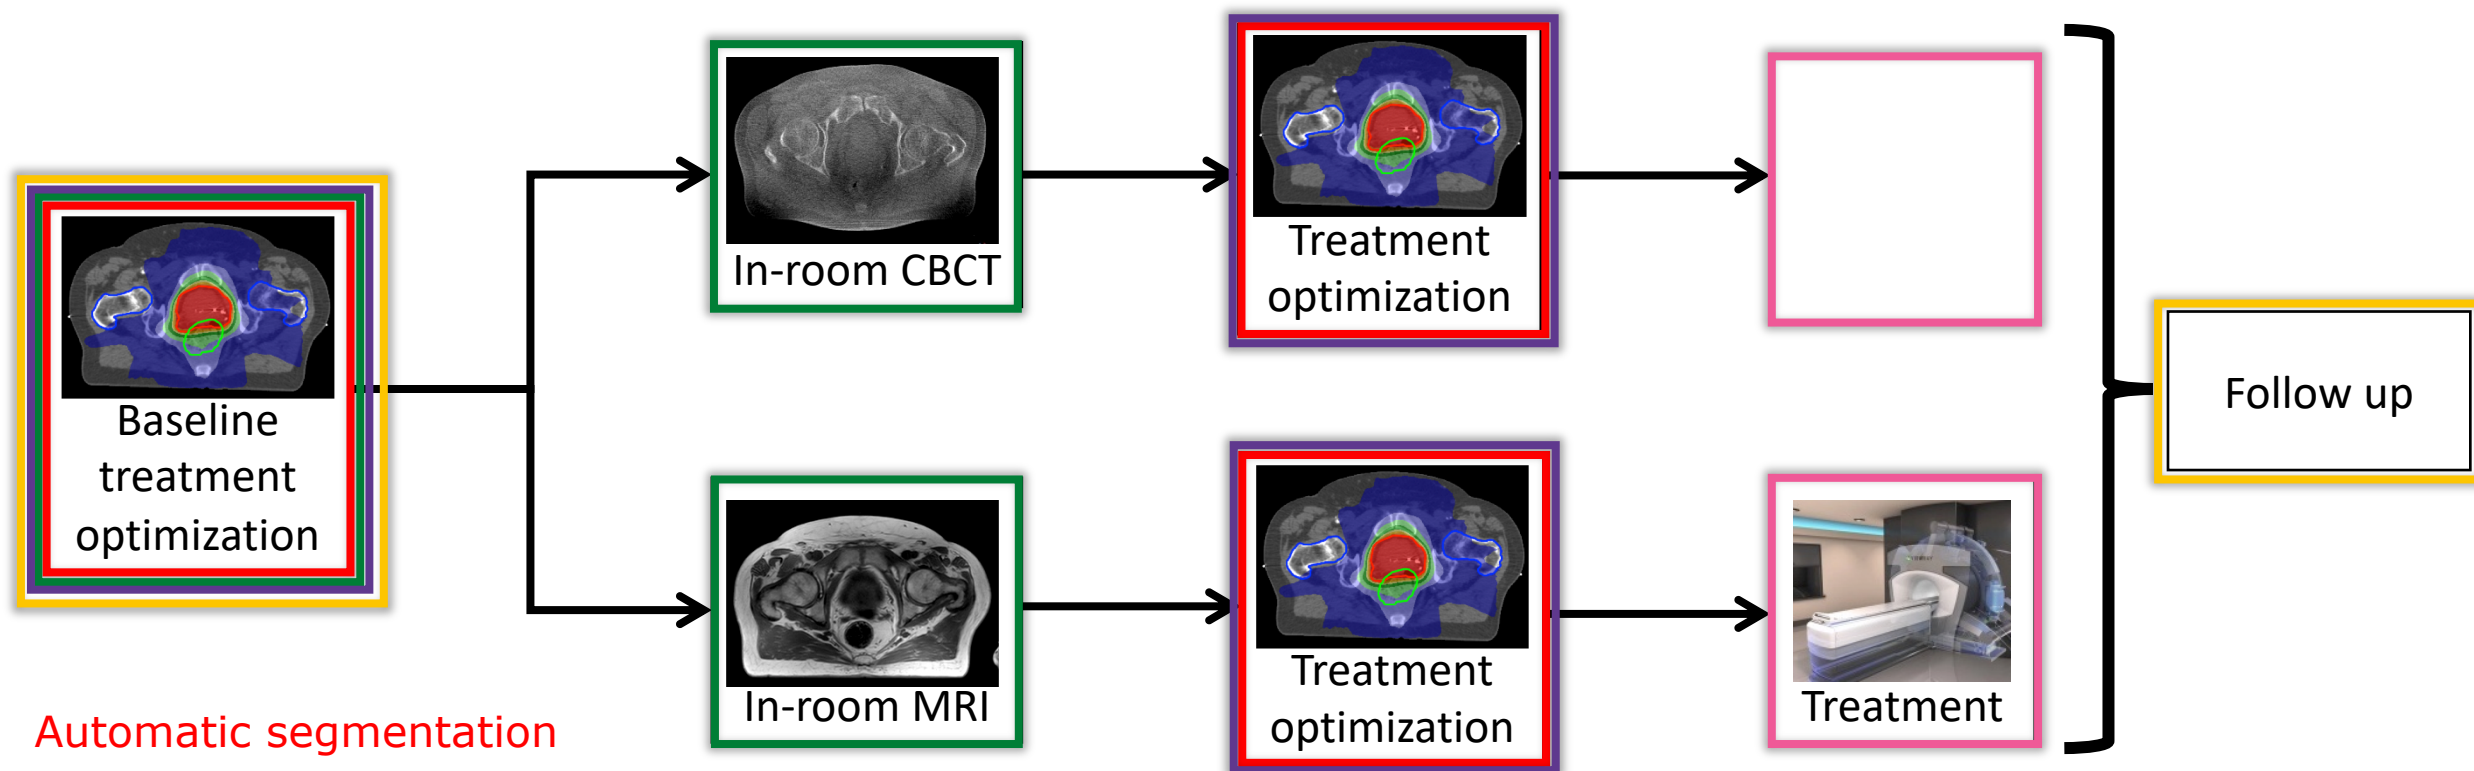 Baseline
treatment
optimization
In-room CBCT
Treatment
optimization
In-room MRI
Treatment
optimization
Treatment
Follow up
Automatic segmentation